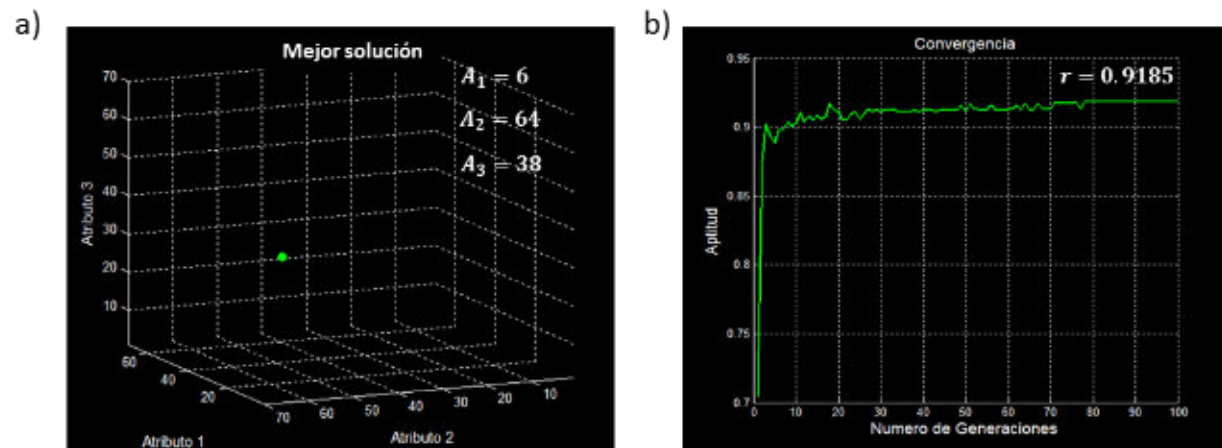 a)
Mejor solución
A₁ = 6
A₂ = 64
A₃ = 38
Atributo 3
70
60
50
40
30
20
10
60
40
20
Atributo 1
70
60
50
40
30
20
10
Atributo 2
b)
Convergencia
r = 0.9185
Aptitud
0.95
0.9
0.85
0.8
0.75
0.7
0
10
20
30
40
50
60
70
80
90
100
Numero de Generaciones